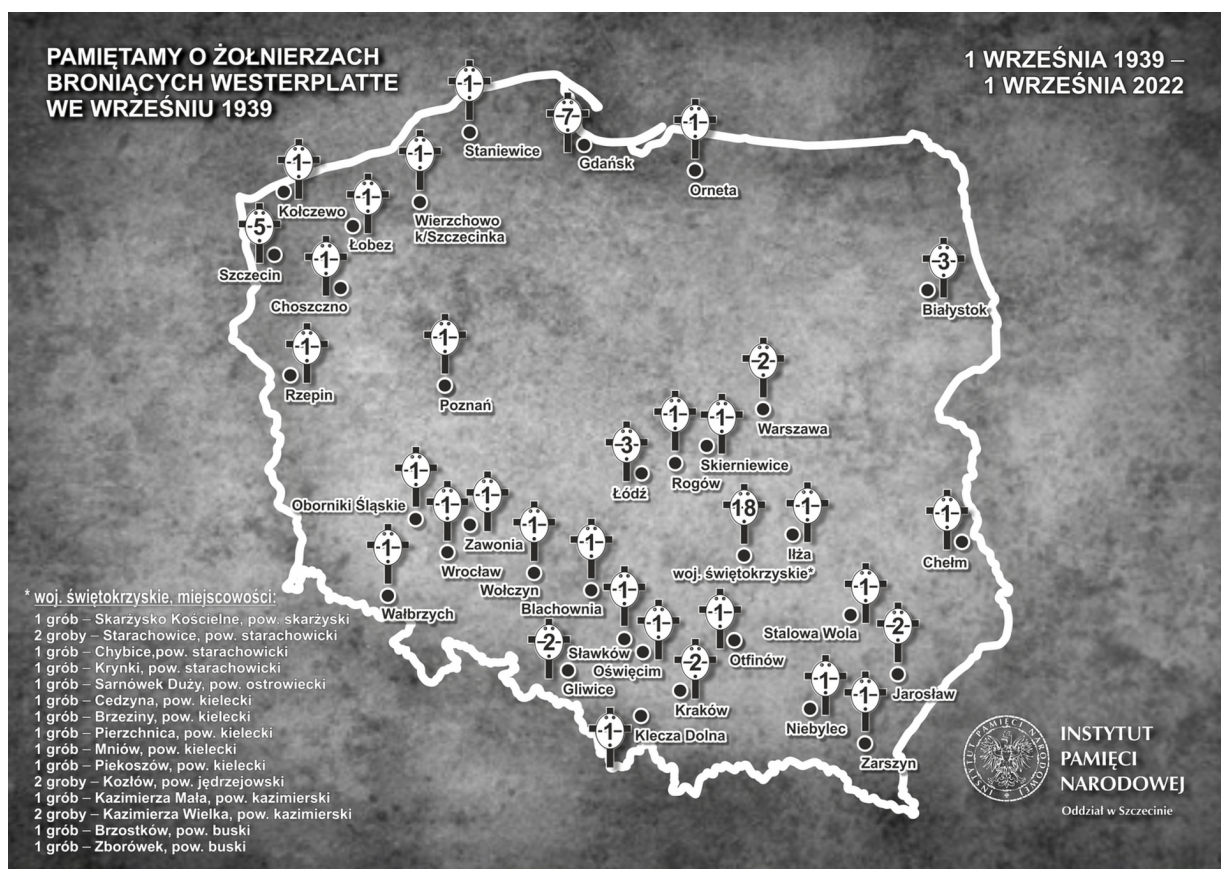 PAMIĘTAMY O ŻOŁNIERZACH
BRONIĄCYCH WESTERPLATTE
WE WRZEŚNIU 1939
1 WRZEŚNIA 1939 –
1 WRZEŚNIA 2022
-1-
Staniewice
-7-
Gdańsk
-1-
Orneta
-1-
Kołczewo
-1-
Łobez
-1-
Wierzchowo
k/Szczecinka
-5-
Szczecin
-1-
Choszczno
-3-
Białystok
-1-
Rzepin
-1-
Poznań
-2-
Warszawa
-1-
Rogów
-1-
Skierniewice
-3-
Łódź
-1-
Oborniki Śląskie
-1-
Wrocław
-1-
Zawonia
-1-
Wołczyn
-1-
Blachownia
18
woj. świętokrzyskie*
-1-
Iłża
-1-
Chełm
-1-
Wałbrzych
-1-
Sławków
-1-
Oświęcim
-2-
Gliwice
-2-
Kraków
-1-
Otfinów
-1-
Stalowa Wola
-2-
Jarosław
-1-
Niebylec
-1-
Zarszyn
-1-
Klecza Dolna
* woj. świętokrzyskie, miejscowości:
1 grób – Skarżysko Kościelne, pow. skarżyski
2 groby – Starachowice, pow. starachowicki
1 grób – Chybice,pow. starachowicki
1 grób – Krynki, pow. starachowicki
1 grób – Sarnówek Duży, pow. ostrowiecki
1 grób – Cedzyna, pow. kielecki
1 grób – Brzeziny, pow. kielecki
1 grób – Pierzchnica, pow. kielecki
1 grób – Mniów, pow. kielecki
1 grób – Piekoszów, pow. kielecki
2 groby – Kozłów, pow. jędrzejowski
1 grób – Kazimierza Mała, pow. kazimierski
2 groby – Kazimierza Wielka, pow. kazimierski
1 grób – Brzostków, pow. buski
1 grób – Zborówek, pow. buski
INSTYTUT PAMIĘCI NARODOWEJ
INSTYTUT
PAMIĘCI
NARODOWEJ
Oddział w Szczecinie